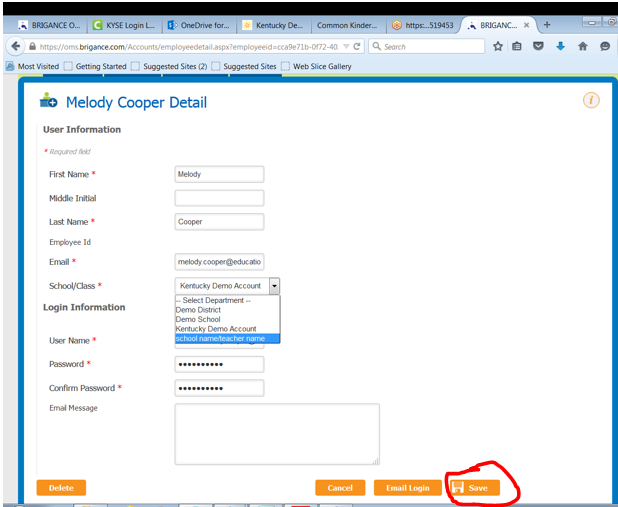 BRIGANCE O...
KYSE Login L...
OneDrive for...
Kentucky De...
Common Kinder...
https:...519453
BRIGANC...
https://oms.brigance.com/Accounts/employeedetail.aspx?employeeid=cca9e71b-0f72-40
Search
Most Visited
Getting Started
Suggested Sites (2)
Suggested Sites
Web Slice Gallery
Melody Cooper Detail
i
User Information
* Required field
First Name *
Melody
Middle Initial
Last Name *
Cooper
Employee Id
Email *
melody.cooper@educatio
School/Class *
Kentucky Demo Account
-- Select Department --
Demo District
Demo School
Kentucky Demo Account
school name/teacher name
Login Information
User Name *
Password *
Confirm Password *
Email Message
Delete
Cancel
Email Login
Save